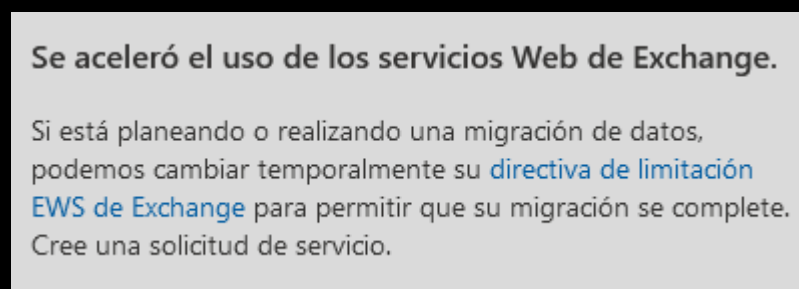 Se aceleró el uso de los servicios Web de Exchange.
Si está planeando o realizando una migración de datos,
podemos cambiar temporalmente su directiva de limitación
EWS de Exchange para permitir que su migración se complete.
Cree una solicitud de servicio.